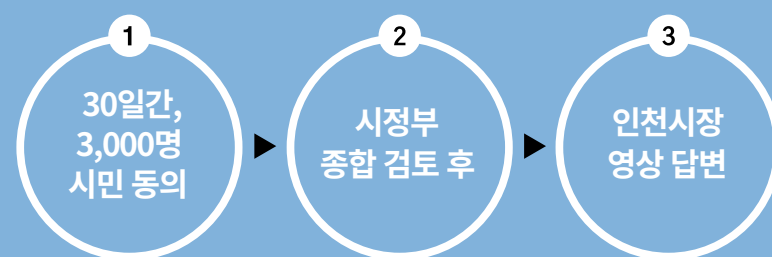 1
30일간,
3,000명
시민 동의
2
시정부
종합 검토 후
3
인천시장
영상 답변